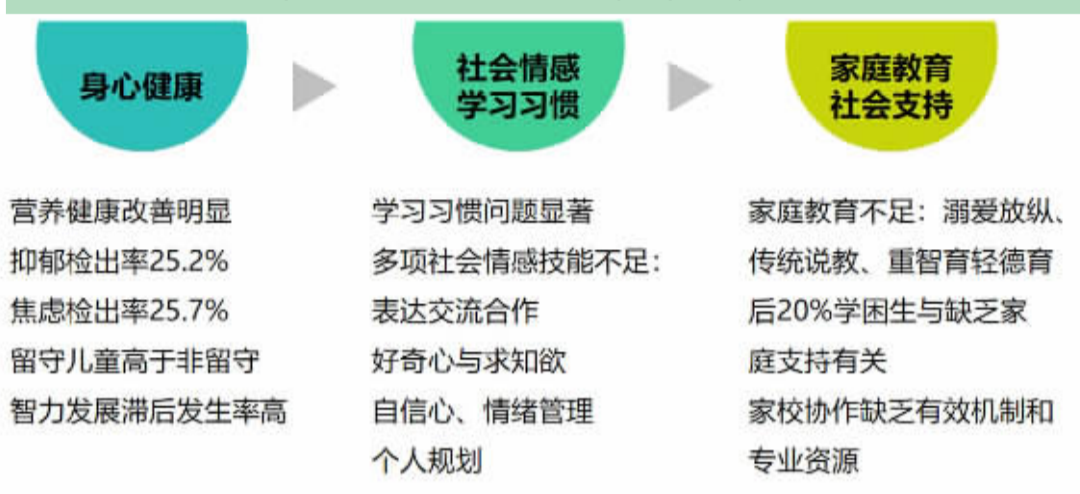 身心健康
社会情感
学习习惯
家庭教育
社会支持
营养健康改善明显
抑郁检出率25.2%
焦虑检出率25.7%
留守儿童高于非留守
智力发展滞后发生率高
学习习惯问题显著
多项社会情感技能不足：
表达交流合作
好奇心与求知欲
自信心、情绪管理
个人规划
家庭教育不足：溺爱放纵、
传统说教、重智育轻德育
后20%学困生与缺乏家
庭支持有关
家校协作缺乏有效机制和
专业资源